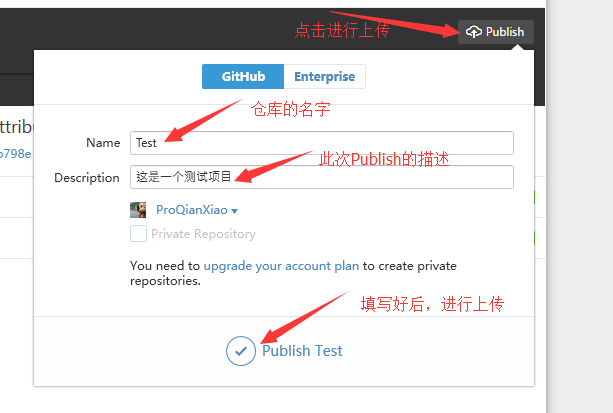 点击进行上传
Publish
GitHub Enterprise
仓库的名字
ttribu
Name Test
b798e
此次Publish的描述
Description 这是一个测试项目
ProQianXiao
Private Repository
You need to upgrade your account plan to create private
repositories.
填写好后，进行上传
Publish Test